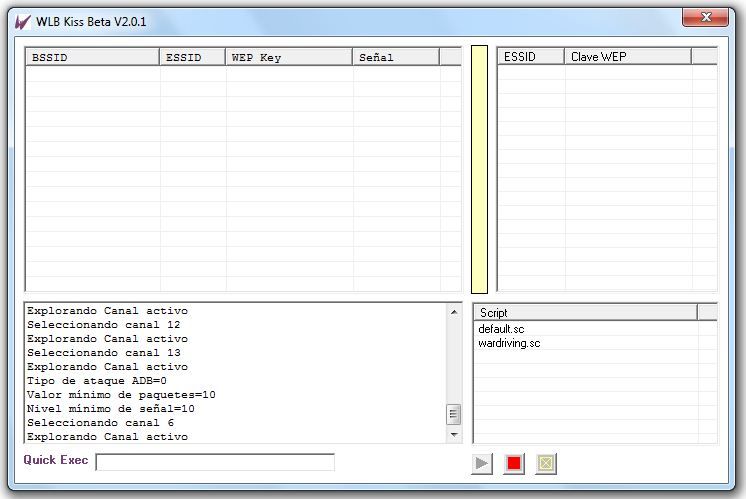 WLB Kiss Beta V2.0.1
BSSID ESSID WEP Key Señal
ESSID Clave WEP
Explorando Canal activo
Seleccionando canal 12
Explorando Canal activo
Seleccionando canal 13
Explorando Canal activo
Tipo de ataque ADB=0
Valor mínimo de paquetes=10
Nivel mínimo de señal=10
Seleccionando canal 6
Explorando Canal activo
Script
default.sc
wardriving.sc
Quick Exec